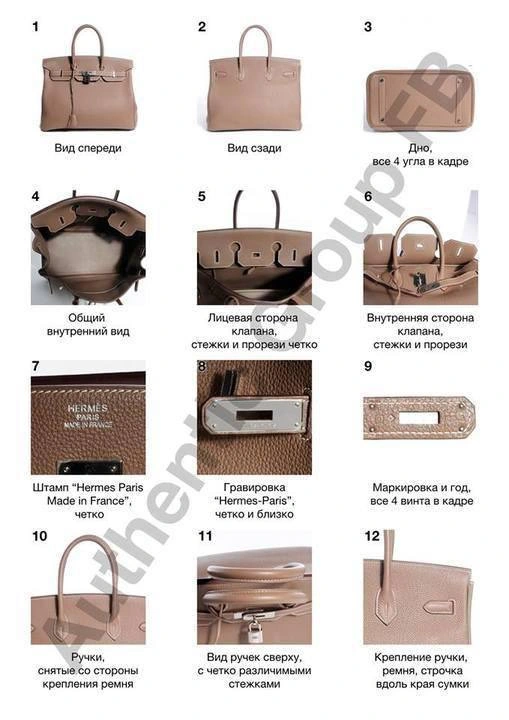 1
2
3
Вид спереди
Вид сзади
Дно,
все 4 угла в кадре
4
5
6
Общий
внутренний вид
Лицевая сторона
клапана,
стежки и прорези четко
Внутренняя сторона
клапана,
стежки и прорези
7
8
9
HERMÈS
PARIS
MADE IN FRANCE
Штамп “Hermes Paris
Made in France”,
четко
Гравировка
“Hermes-Paris”,
четко и близко
Маркировка и год,
все 4 винта в кадре
10
11
12
Ручки,
снятые со стороны
крепления ремня
Вид ручек сверху,
с четко различимыми
стежками
Крепление ручки,
ремня, строчка
вдоль края сумки
Authentic Group FB